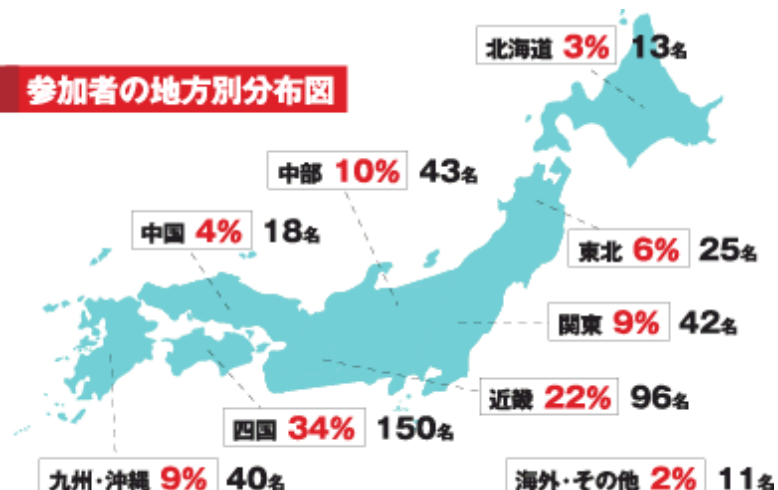 北海道 3% 13名
参加者の地方別分布図
中部 10% 43名
中国 4% 18名
東北 6% 25名
関東 9% 42名
近畿 22% 96名
四国 34% 150名
九州・沖縄 9% 40名
海外・その他 2% 11名